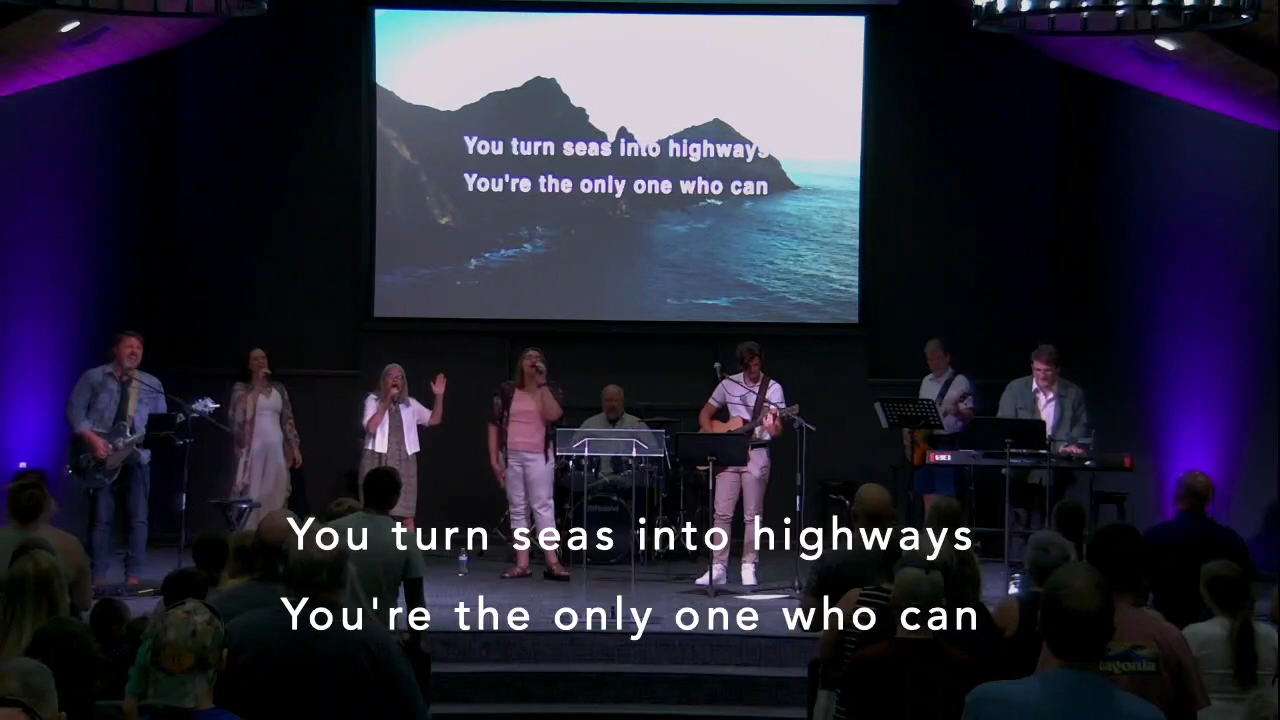 You turn seas into highways
You're the only one who can
You turn seas into highways
You're the only one who can
tagonia